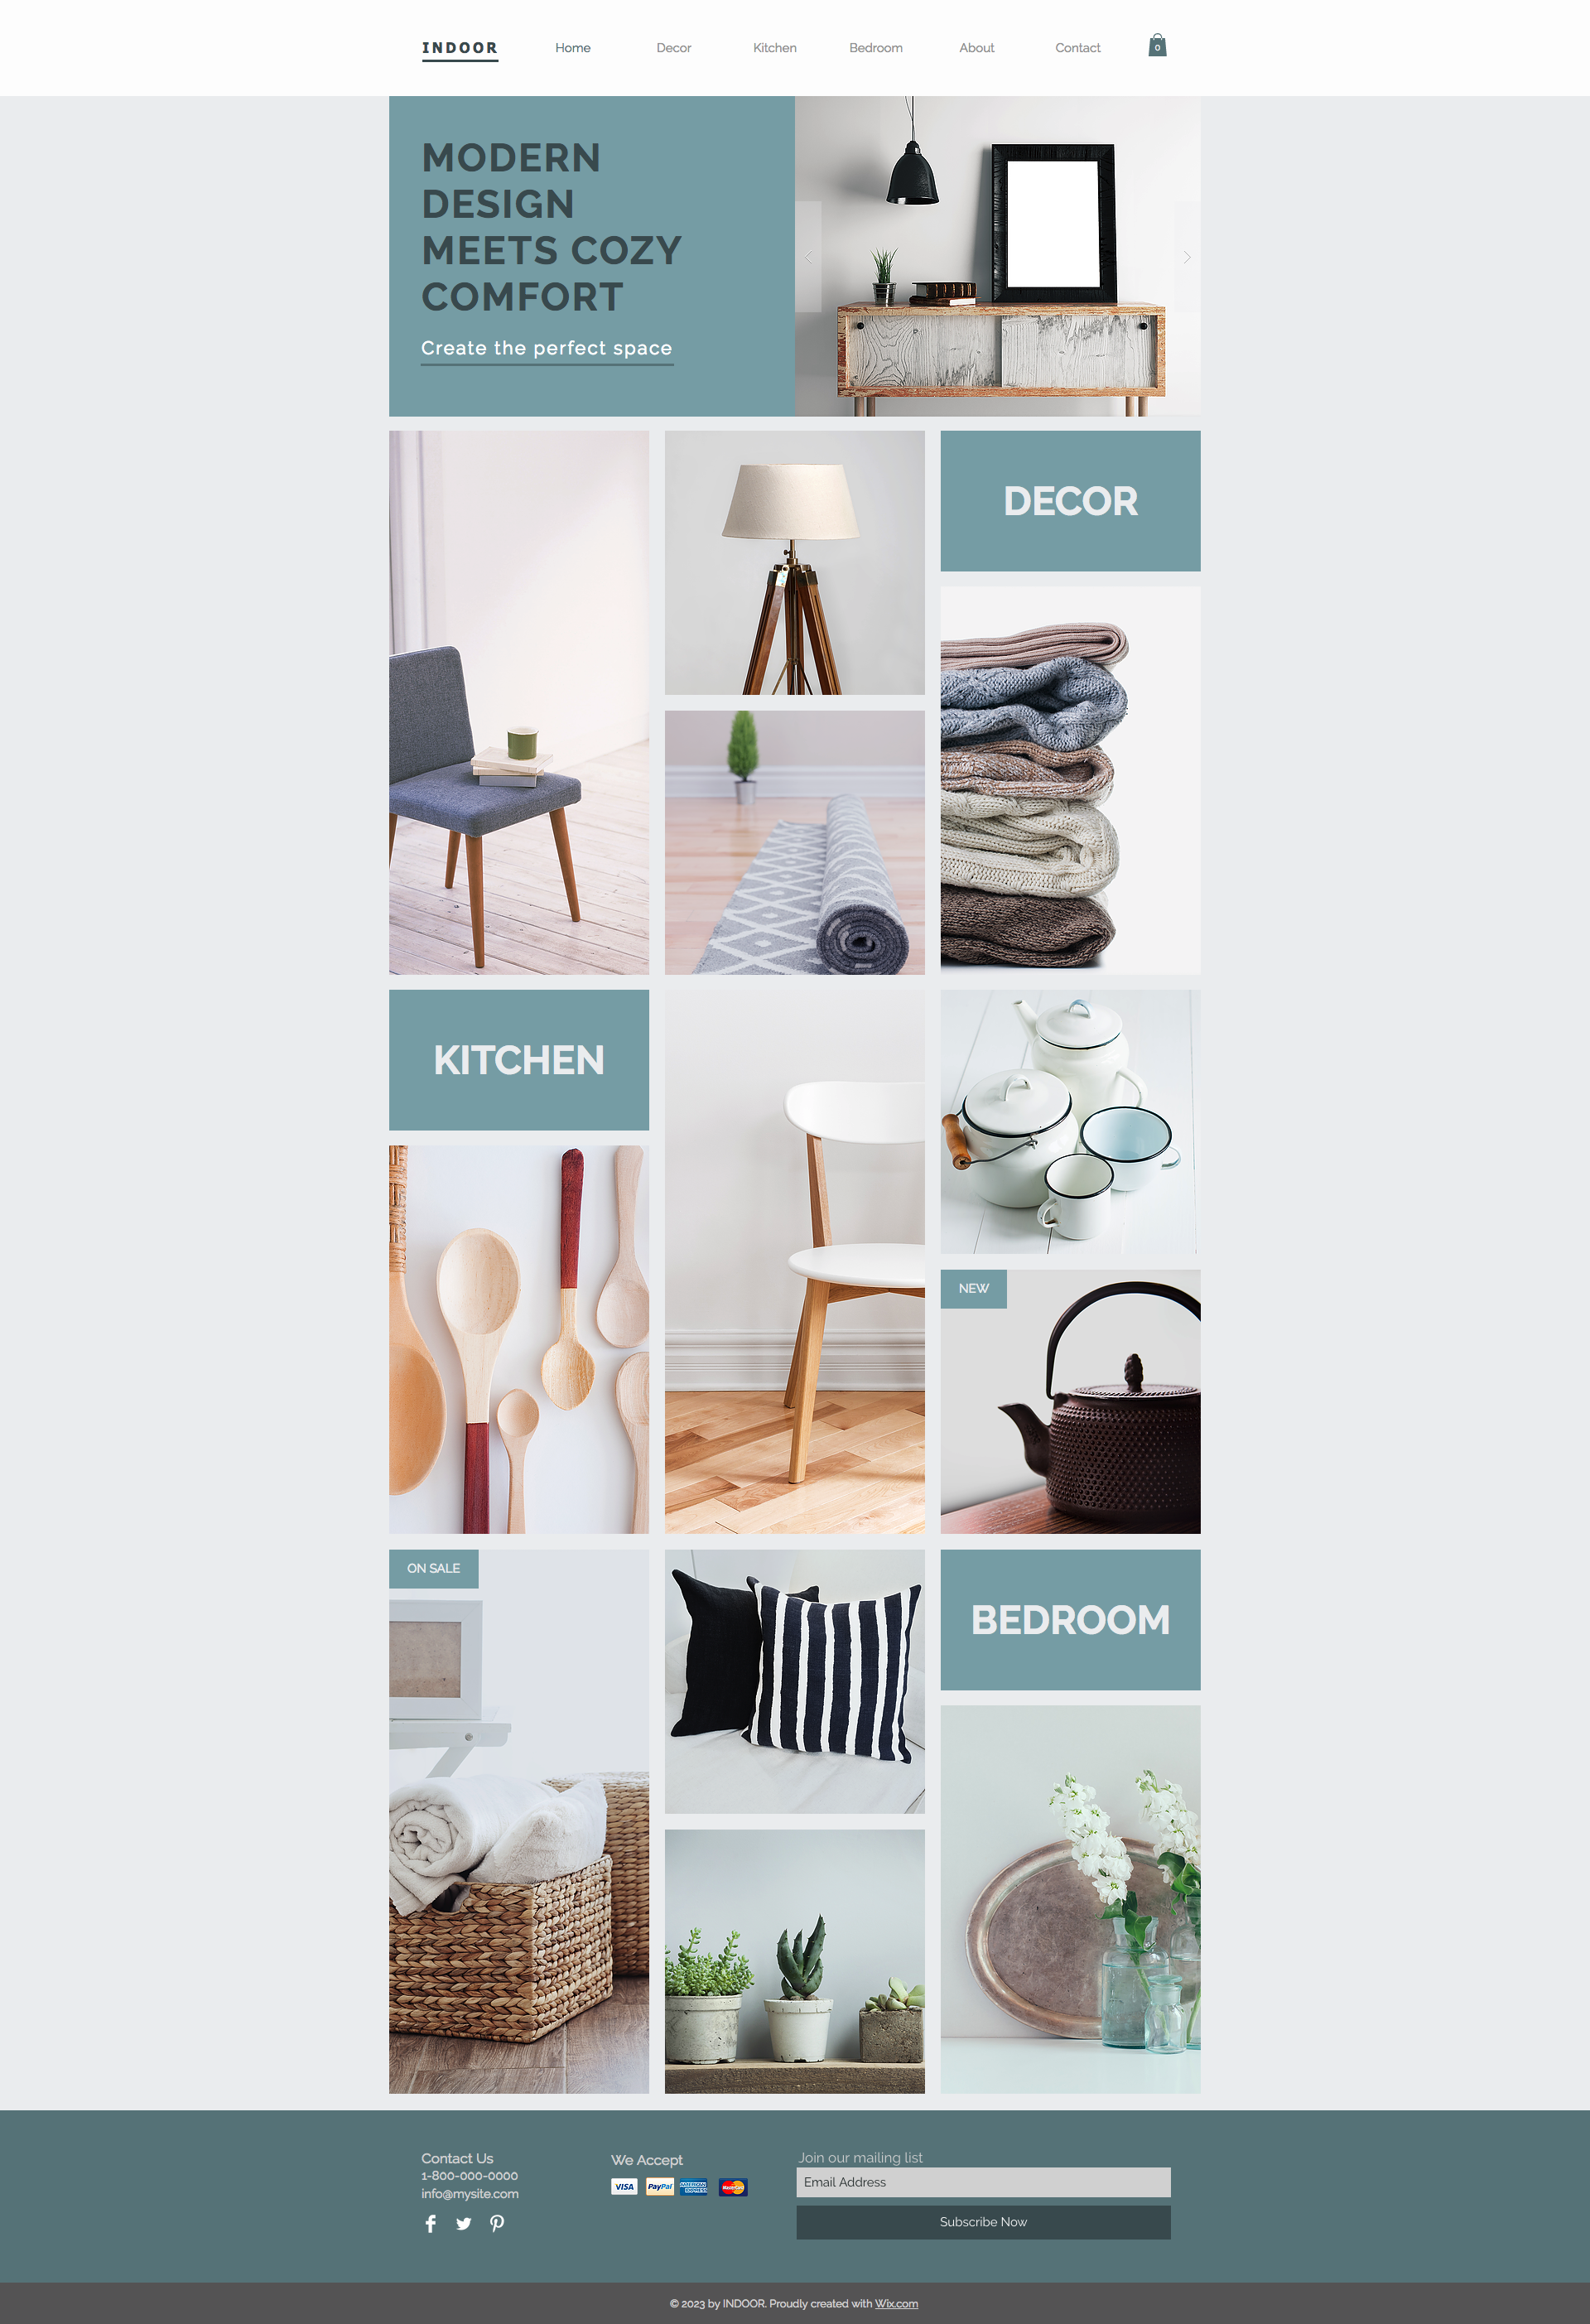 INDOOR
Home
Decor
Kitchen
Bedroom
About
Contact
0
MODERN
DESIGN
MEETS COZY
COMFORT
Create the perfect space
DECOR
KITCHEN
NEW
ON SALE
BEDROOM
Contact Us
1-800-000-0000
info@mysite.com
We Accept
VISA
PayPal
AMERICAN
EXPRESS
MasterCard
Join our mailing list
Email Address
Subscribe Now
© 2023 by INDOOR. Proudly created with Wix.com